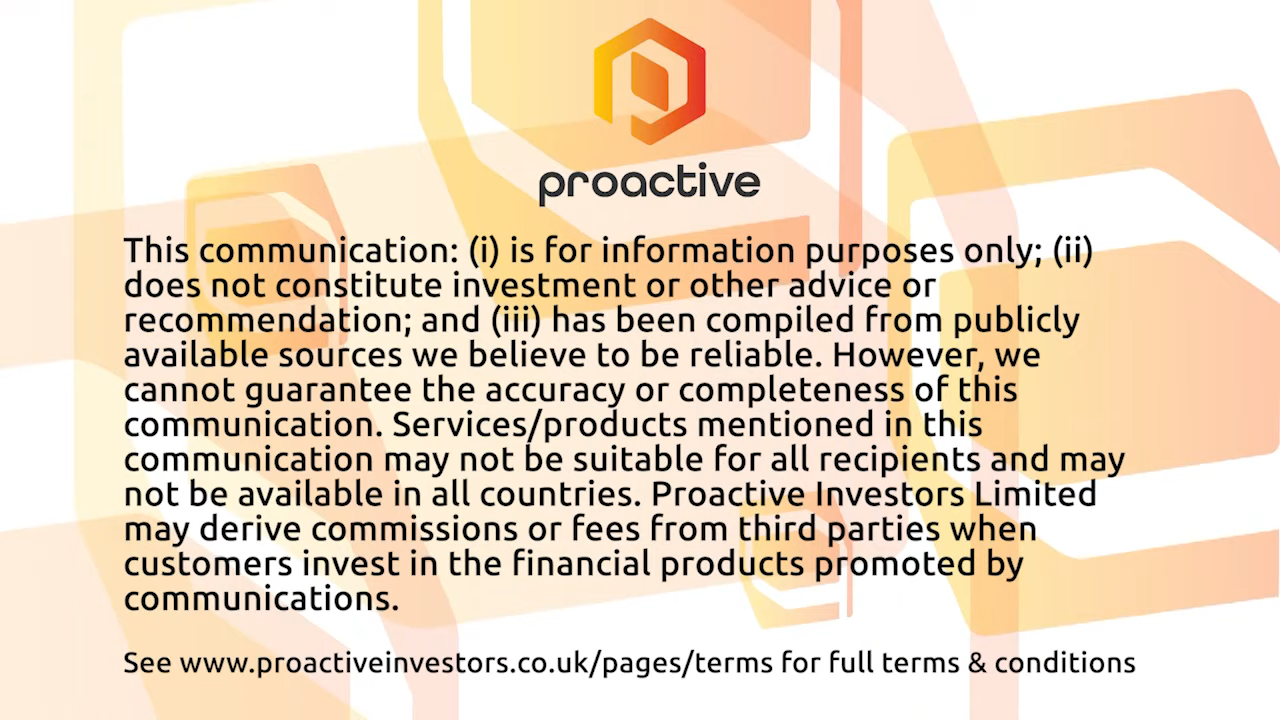 proactive
This communication: (i) is for information purposes only; (ii)
does not constitute investment or other advice or
recommendation; and (iii) has been compiled from publicly
available sources we believe to be reliable. However, we
cannot guarantee the accuracy or completeness of this
communication. Services/products mentioned in this
communication may not be suitable for all recipients and may
not be available in all countries. Proactive Investors Limited
may derive commissions or fees from third parties when
customers invest in the financial products promoted by
communications.
See www.proactiveinvestors.co.uk/pages/terms for full terms & conditions